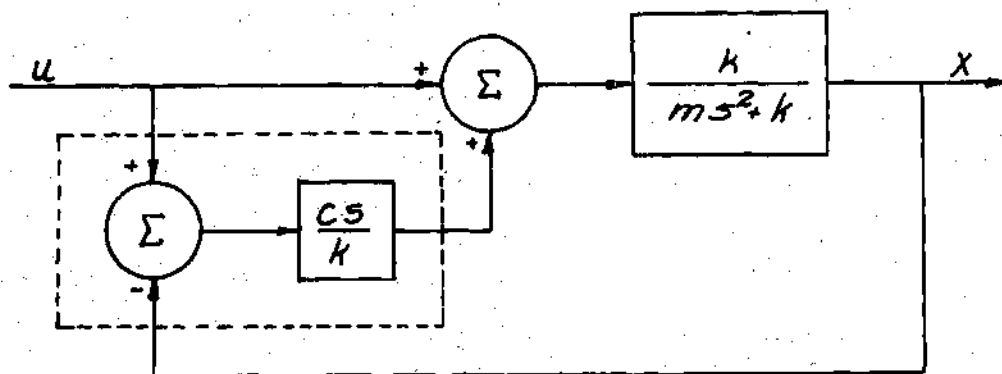 u
+
Σ
+
k
ms²+k
X
+
Σ
-
cs
k